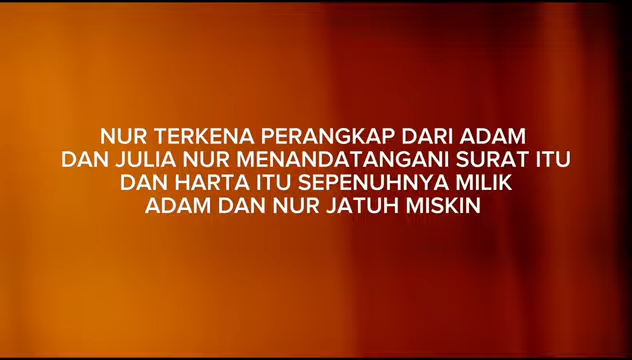 NUR TERKENA PERANGKAP DARI ADAM
DAN JULIA NUR MENANDATANGANI SURAT ITU
DAN HARTA ITU SEPENUHNYA MILIK
ADAM DAN NUR JATUH MISKIN